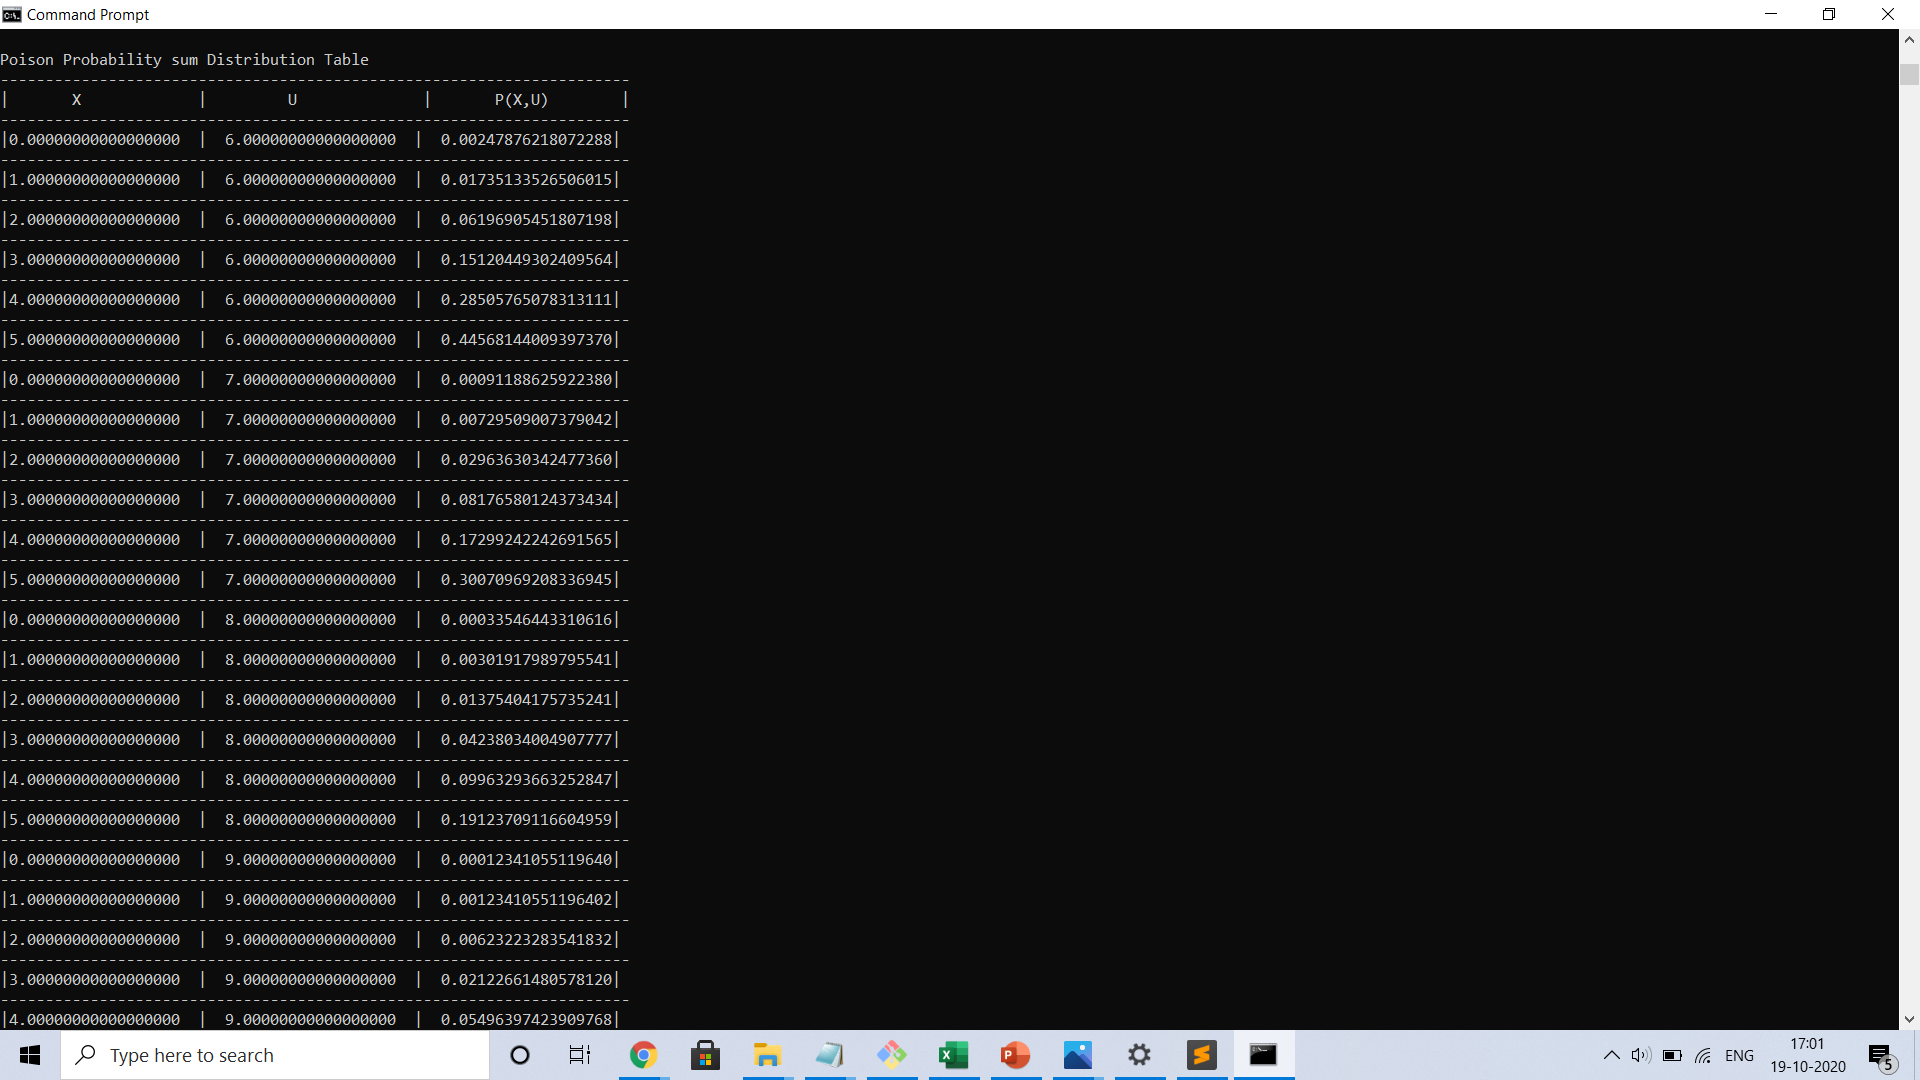 Command Prompt
Poison Probability sum Distribution Table
---------------------------------------------------------------------
| X | U | P(X,U) |
---------------------------------------------------------------------
|0.00000000000000000 | 6.00000000000000000 | 0.00247876218072288|
---------------------------------------------------------------------
|1.00000000000000000 | 6.00000000000000000 | 0.01735133526506015|
---------------------------------------------------------------------
|2.00000000000000000 | 6.00000000000000000 | 0.06196905451807198|
---------------------------------------------------------------------
|3.00000000000000000 | 6.00000000000000000 | 0.15120449302409564|
---------------------------------------------------------------------
|4.00000000000000000 | 6.00000000000000000 | 0.28505765078313111|
---------------------------------------------------------------------
|5.00000000000000000 | 6.00000000000000000 | 0.44568144009397370|
---------------------------------------------------------------------
|0.00000000000000000 | 7.00000000000000000 | 0.00091188625922380|
---------------------------------------------------------------------
|1.00000000000000000 | 7.00000000000000000 | 0.00729509007379042|
---------------------------------------------------------------------
|2.00000000000000000 | 7.00000000000000000 | 0.02963630342477360|
---------------------------------------------------------------------
|3.00000000000000000 | 7.00000000000000000 | 0.08176580124373434|
---------------------------------------------------------------------
|4.00000000000000000 | 7.00000000000000000 | 0.17299242242691565|
---------------------------------------------------------------------
|5.00000000000000000 | 7.00000000000000000 | 0.30070969208336945|
---------------------------------------------------------------------
|0.00000000000000000 | 8.00000000000000000 | 0.00033546443310616|
---------------------------------------------------------------------
|1.00000000000000000 | 8.00000000000000000 | 0.00301917989795541|
---------------------------------------------------------------------
|2.00000000000000000 | 8.00000000000000000 | 0.01375404175735241|
---------------------------------------------------------------------
|3.00000000000000000 | 8.00000000000000000 | 0.04238034004907777|
---------------------------------------------------------------------
|4.00000000000000000 | 8.00000000000000000 | 0.09963293663252847|
---------------------------------------------------------------------
|5.00000000000000000 | 8.00000000000000000 | 0.19123709116604959|
---------------------------------------------------------------------
|0.00000000000000000 | 9.00000000000000000 | 0.00012341055119640|
---------------------------------------------------------------------
|1.00000000000000000 | 9.00000000000000000 | 0.00123410551196402|
---------------------------------------------------------------------
|2.00000000000000000 | 9.00000000000000000 | 0.00623223283541832|
---------------------------------------------------------------------
|3.00000000000000000 | 9.00000000000000000 | 0.02122661480578120|
---------------------------------------------------------------------
|4.00000000000000000 | 9.00000000000000000 | 0.05496397423909768|
Type here to search
ENG
17:01
19-10-2020
5